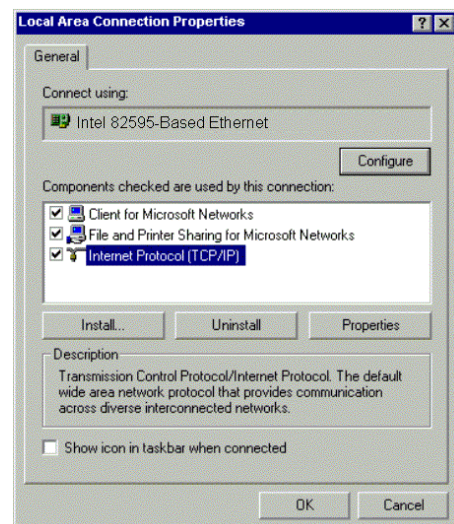 Local Area Connection Properties
General
Connect using:
Intel 82595-Based Ethernet
Configure
Components checked are used by this connection:
Client for Microsoft Networks
File and Printer Sharing for Microsoft Networks
Internet Protocol (TCP/IP)
Install...
Uninstall
Properties
Description
Transmission Control Protocol/Internet Protocol. The default
wide area network protocol that provides communication
across diverse interconnected networks.
Show icon in taskbar when connected
OK
Cancel